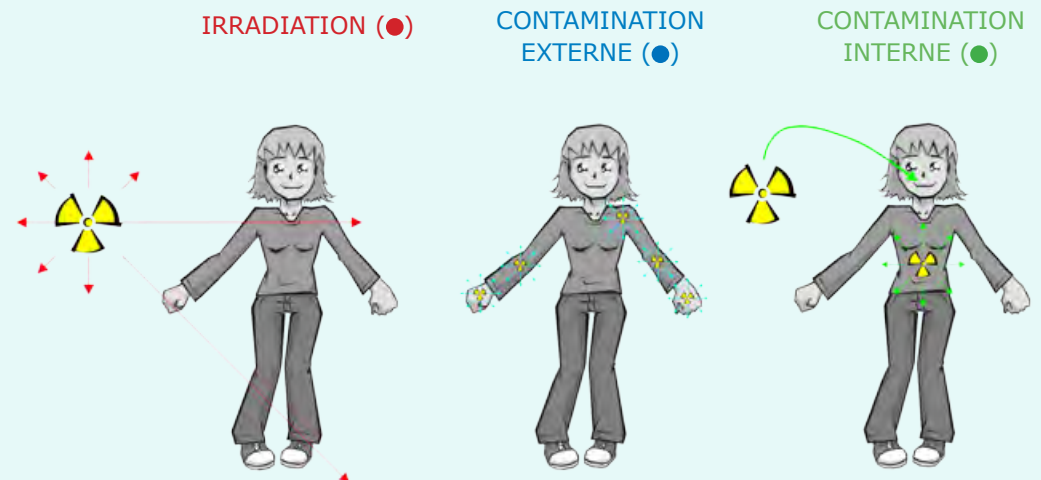 IRRADIATION (●)
CONTAMINATION
EXTERNE (●)
CONTAMINATION
INTERNE (●)